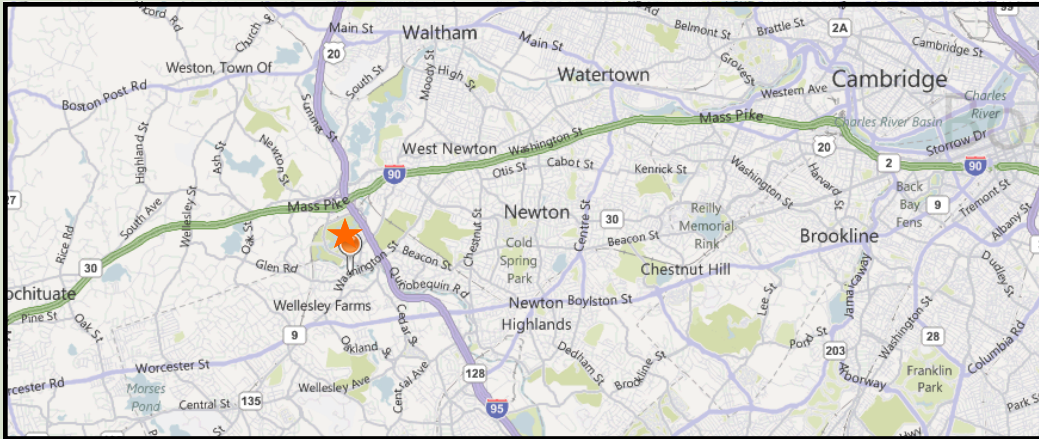 Church St
Main St
20
Waltham
Main St
Rd
Belmont St
Brattle St
2A
Cambridge St
Weston, Town Of
South St
Moody St
High St
Watertown
Grove St
Western Ave
Cambridge
Charles
River
Boston Post Rd
Summer St
Charles River Basin
Mass Pike
Storrow Dr
Highland St
Ash St
Newton St
West Newton
Washington St
90
Otis St
Cabot St
Kenrick St
Washington St
Harvard St
20
2
90
Back
Bay
Fens
9
Tremont St
Albany St
South Ave
Wellesley St
Mass Pike
Chestnut St
Newton
Centre St
30
Reilly
Memorial
Rink
Brookline
Rice Rd
Oak St
Glen Rd
Washington St
Beacon St
Quinobequin Rd
Cold
Spring
Park
Beacon St
Chestnut Hill
Jamaicaway
Dudley St
30
ochituate
Wellesley Farms
Newton
Highlands
Boylston St
Lee St
Washington St
Pine St
Oak St
9
Cedar St
Pond St
203
28
Columbia Rd
Worcester St
Oakland St
Dedham St
Brookline St
Arborway
Franklin
Park
rcester Rd
Morses
Pond
Wellesley Ave
Central Ave
128
95
Central St
135
Hwy
Park S